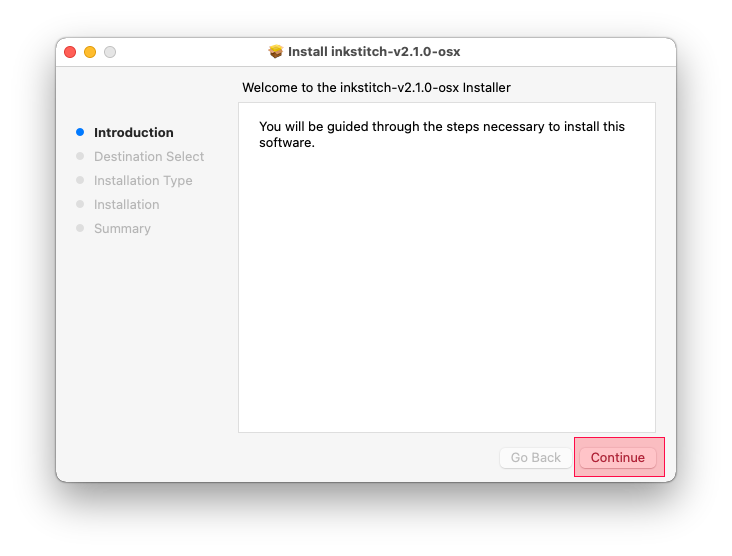 Install inkstitch-v2.1.0-osx
Welcome to the inkstitch-v2.1.0-osx Installer
Introduction
Destination Select
Installation Type
Installation
Summary
You will be guided through the steps necessary to install this
software.
Go Back
Continue